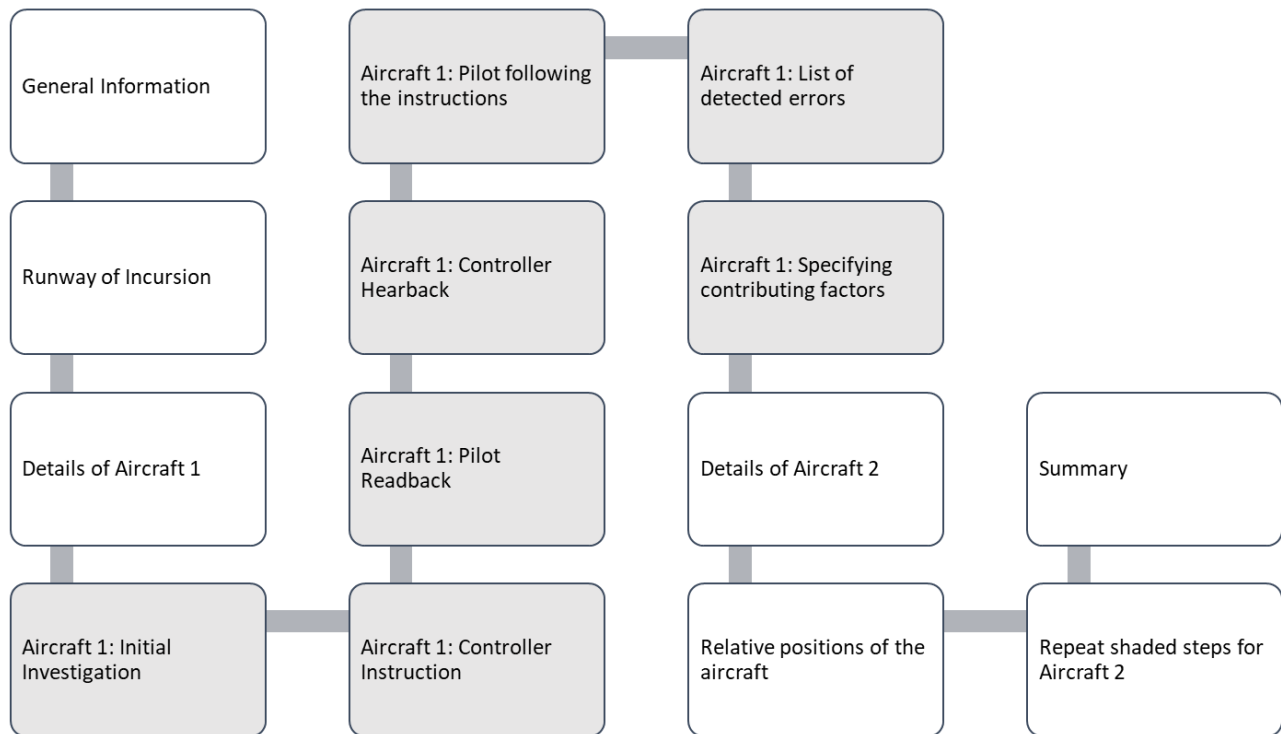 General Information
Runway of Incursion
Details of Aircraft 1
Aircraft 1: Initial
Investigation
Aircraft 1: Controller
Instruction
Aircraft 1: Pilot
Readback
Aircraft 1: Controller
Hearback
Aircraft 1: Pilot following
the instructions
Aircraft 1: List of
detected errors
Aircraft 1: Specifying
contributing factors
Details of Aircraft 2
Relative positions of the
aircraft
Repeat shaded steps for
Aircraft 2
Summary